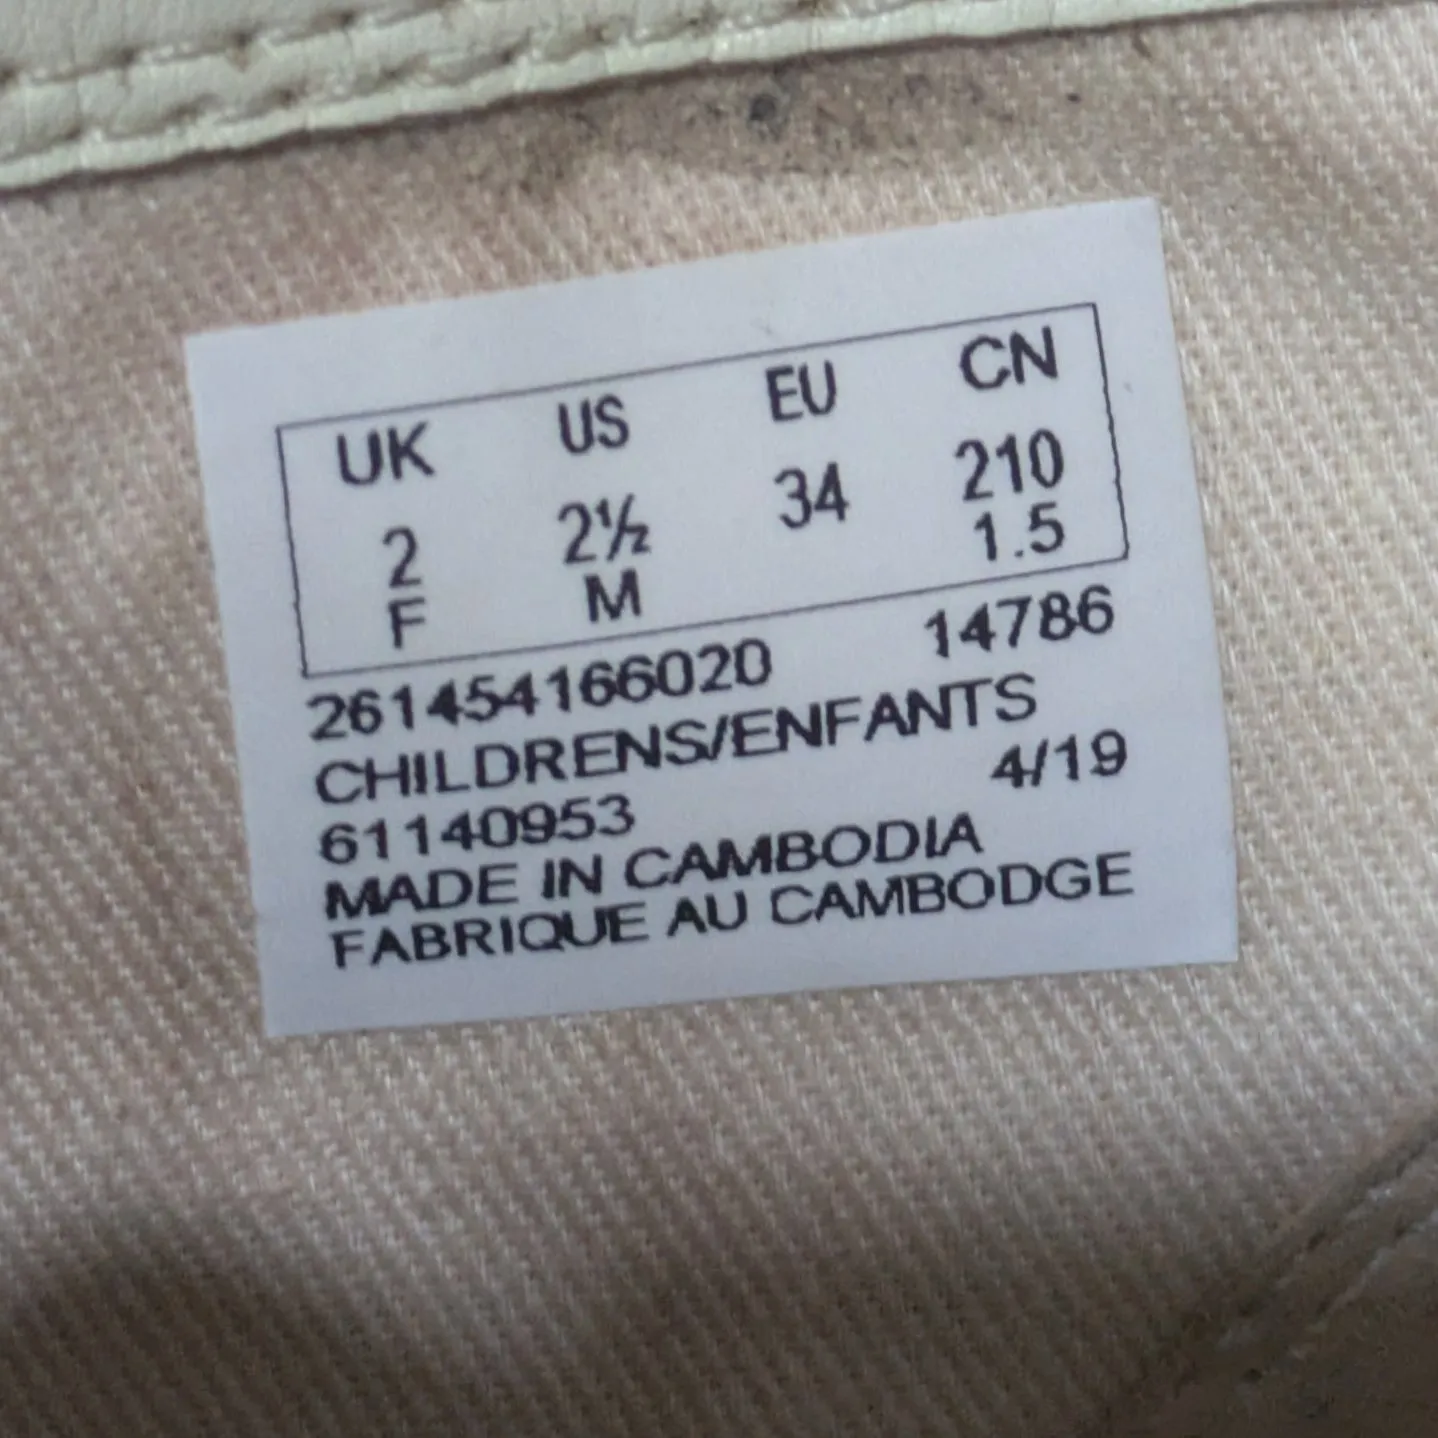 UK US EU CN
2 2½ 34 210
F M 1.5
261454166020 14786
CHILDRENS/ENFANTS
61140953 4/19
MADE IN CAMBODIA
FABRIQUE AU CAMBODGE